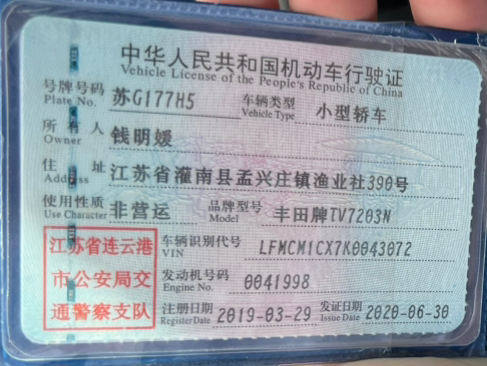 中华人民共和国机动车行驶证
Vehicle License of the People's Republic of China
号牌号码 Plate No. 苏G177H5 车辆类型 Vehicle Type 小型轿车
所有人 Owner 钱明媛
住址 Address 江苏省灌南县孟兴庄镇渔业社390号
使用性质 Use Character 非营运 品牌型号 Model 丰田牌TV7203N
江苏省连云港 车辆识别代号 VIN LFMCM1CX7K0043072
市公安局交 发动机号码 Engine No. 0041998
通警察支队 注册日期 Register Date 2019-03-29 发证日期 Issue Date 2020-06-30